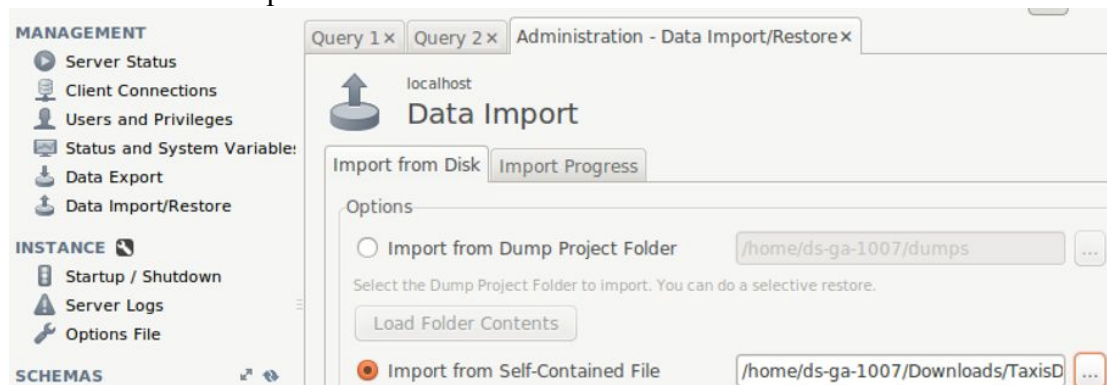 MANAGEMENT
Server Status
Client Connections
Users and Privileges
Status and System Variable
Data Export
Data Import/Restore
INSTANCE
Startup / Shutdown
Server Logs
Options File
SCHEMAS
Query 1 × Query 2 × Administration - Data Import/Restore ×
localhost
Data Import
Import from Disk Import Progress
Options
Import from Dump Project Folder /home/ds-ga-1007/dumps ...
Select the Dump Project Folder to import. You can do a selective restore.
Load Folder Contents
Import from Self-Contained File /home/ds-ga-1007/Downloads/TaxisD ...